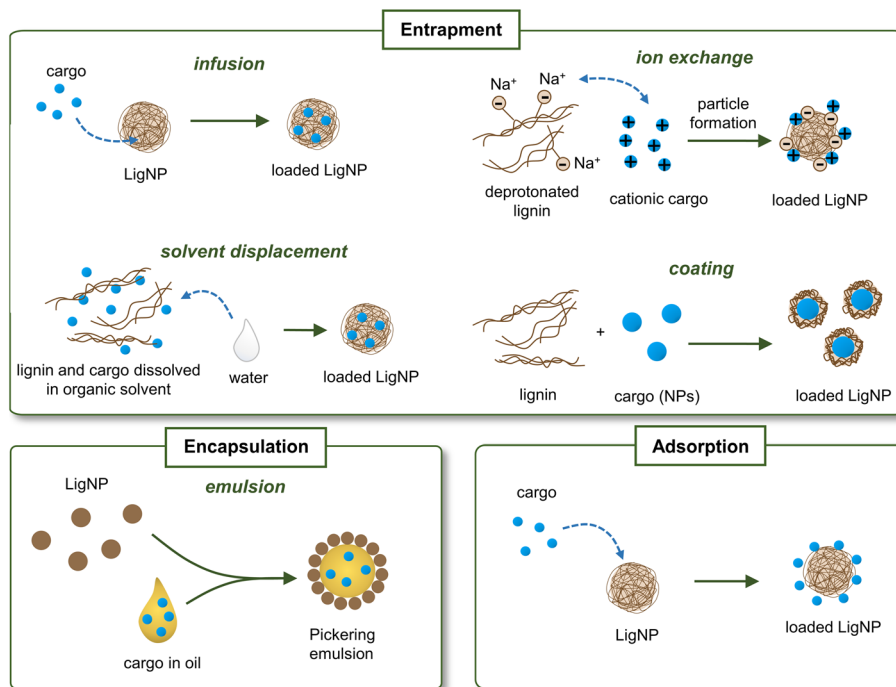 Entrapment
infusion
cargo
LigNP
loaded LigNP
ion exchange
Na⁺
Na⁺
Na⁺
deprotonated
lignin
cationic cargo
particle
formation
loaded LigNP
solvent displacement
lignin and cargo dissolved
in organic solvent
water
loaded LigNP
coating
+
lignin
cargo (NPs)
loaded LigNP
Encapsulation
LigNP
emulsion
cargo in oil
Pickering
emulsion
Adsorption
cargo
LigNP
loaded LigNP